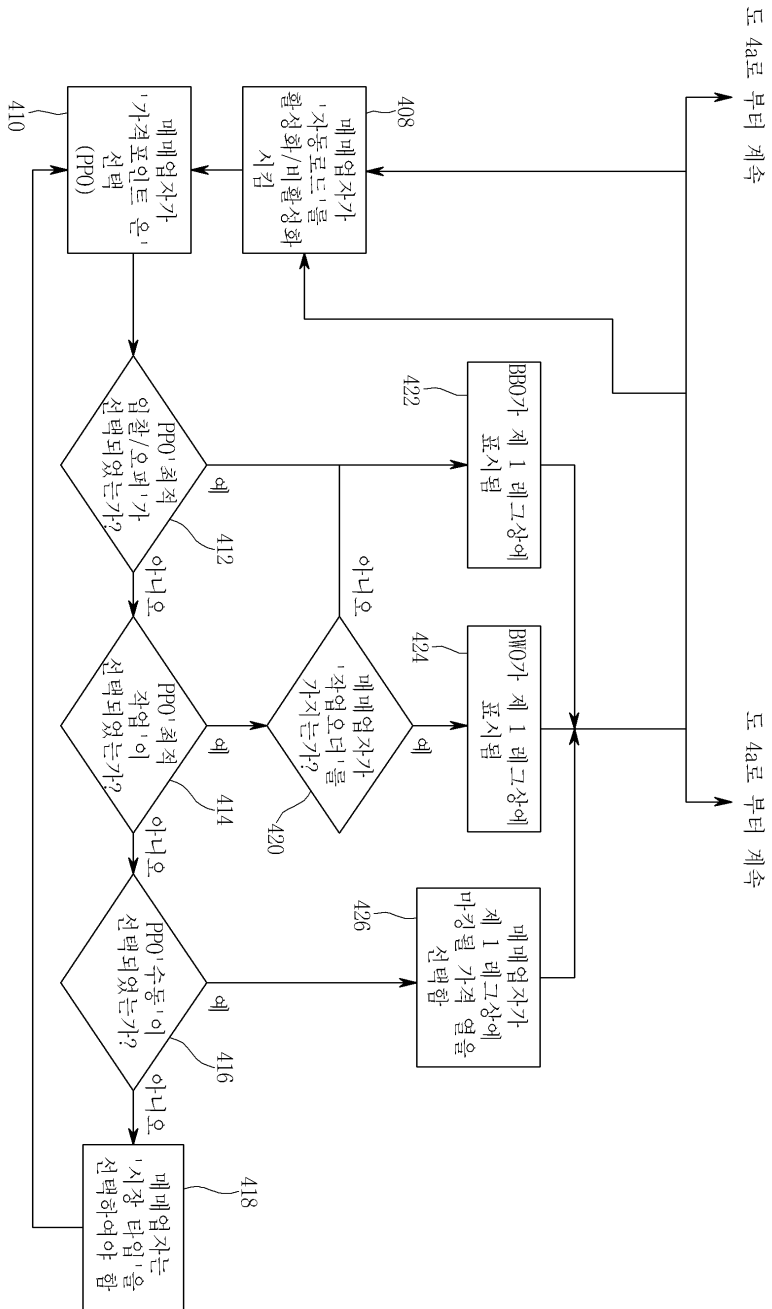 도 4a로 부터 계속
도 4a로 부터 계속
BBO가 제 1 레그상에
표시됨
422
BWO가 제 1 레그상에
표시됨
424
매매업자가
제 1 레그상에
마킹될 가격 열을
선택함
426
408
매매업자가
'자동로드'를
활성화/비활성화
시킴
매매업자가
'작업오더'를
가지는가?
420
예
아니오
410
매매업자가
'가격포인트 온'
선택
(PPO)
PPO'최적
입찰/오퍼'가
선택되었는가?
412
예
아니오
PPO'최적
작업'이
선택되었는가?
414
예
아니오
PPO'수동'이
선택되었는가?
416
예
아니오
418
매매업자는
'시장 타임'을
선택하여야 함